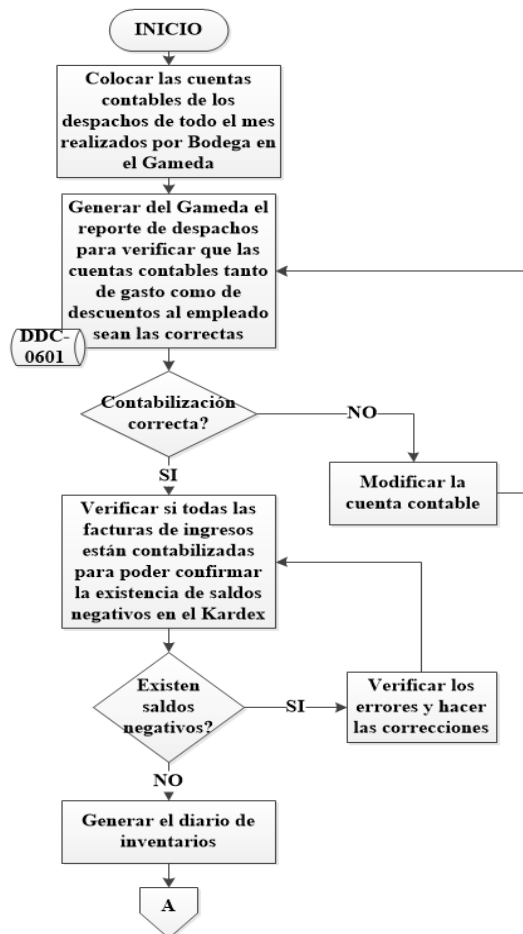 INICIO
Colocar las cuentas
contables de los
despachos de todo el mes
realizados por Bodega en
el Gameda
Generar del Gameda el
reporte de despachos
para verificar que las
cuentas contables tanto
de gasto como de
descuentos al empleado
sean las correctas
DDC-
0601
Contabilización
correcta?
NO
Modificar la
cuenta contable
SI
Verificar si todas las
facturas de ingresos
están contabilizadas
para poder confirmar
la existencia de saldos
negativos en el Kardex
Existen
saldos
negativos?
SI
Verificar los
errores y hacer
las correcciones
NO
Generar el diario de
inventarios
A